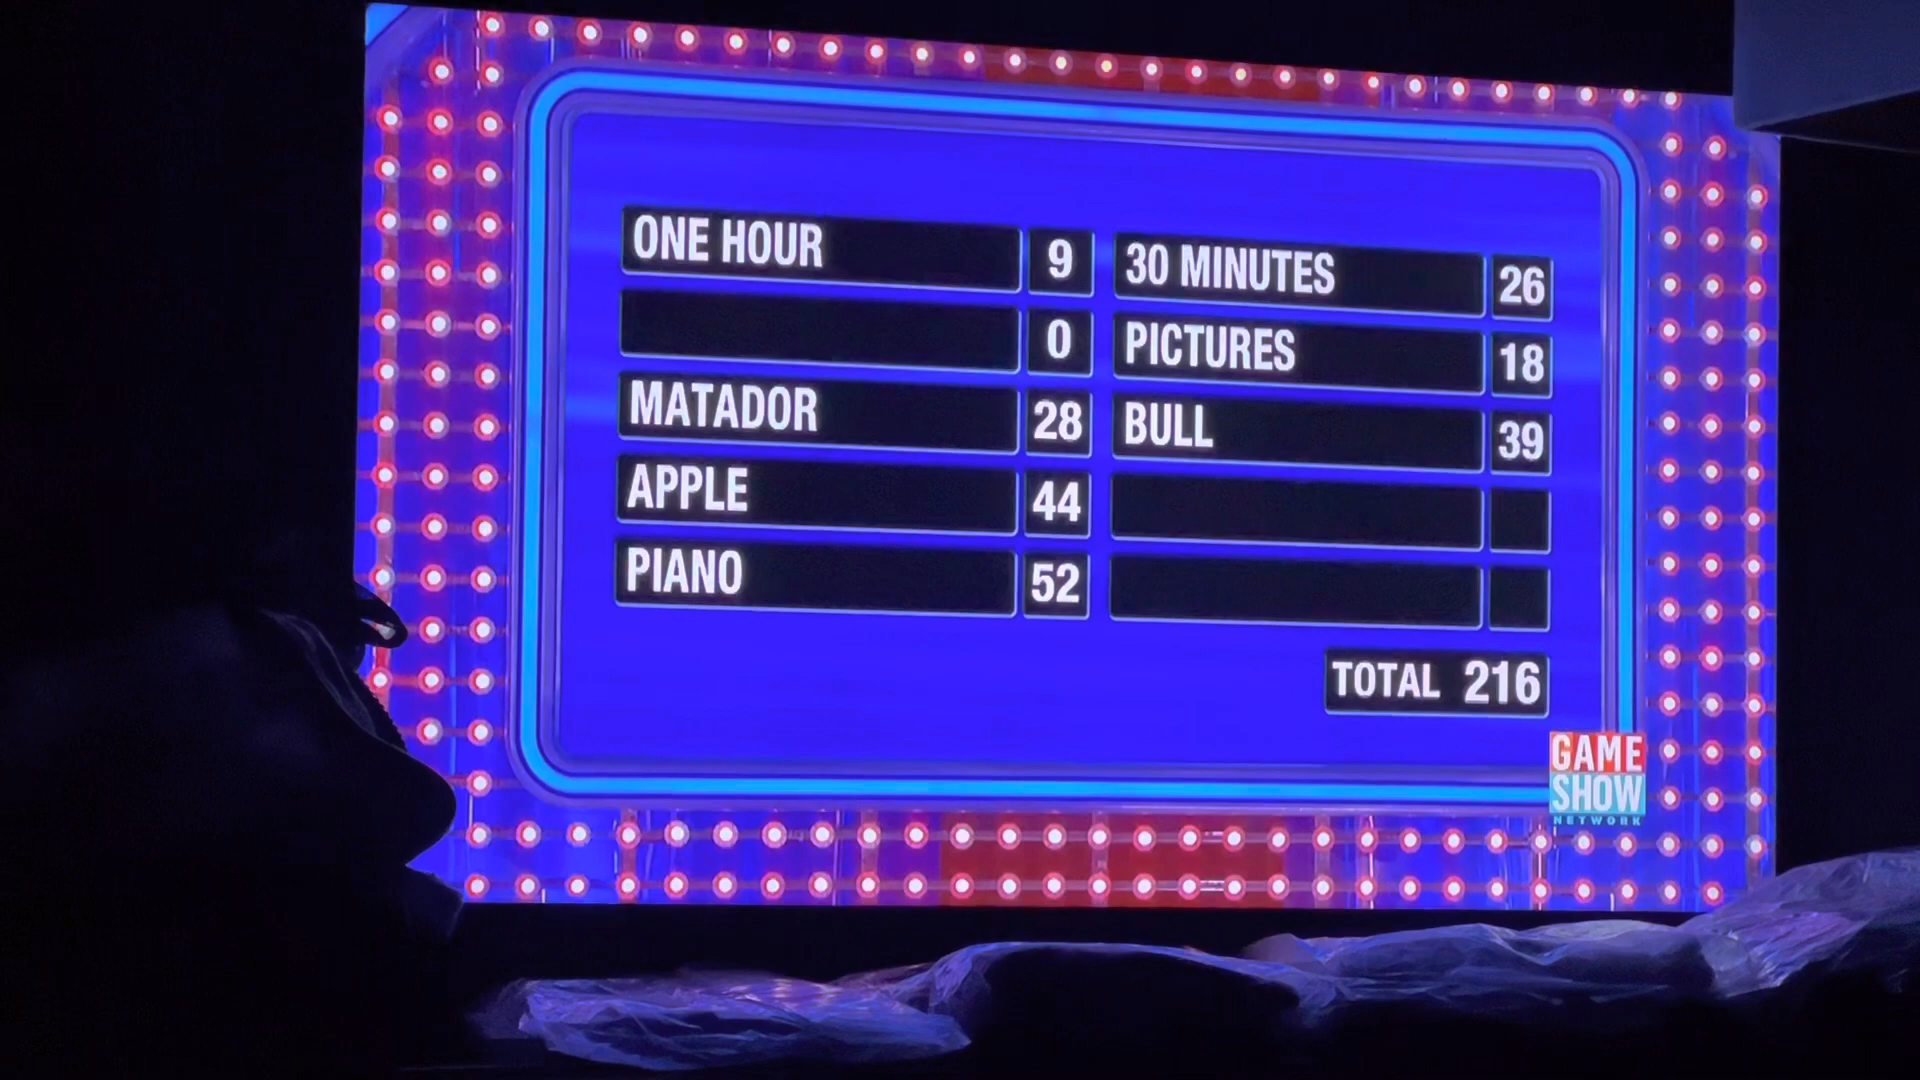 ONE HOUR 9 30 MINUTES 26
0 PICTURES 18
MATADOR 28 BULL 39
APPLE 44
PIANO 52
TOTAL 216
GAME
SHOW
NETWORK